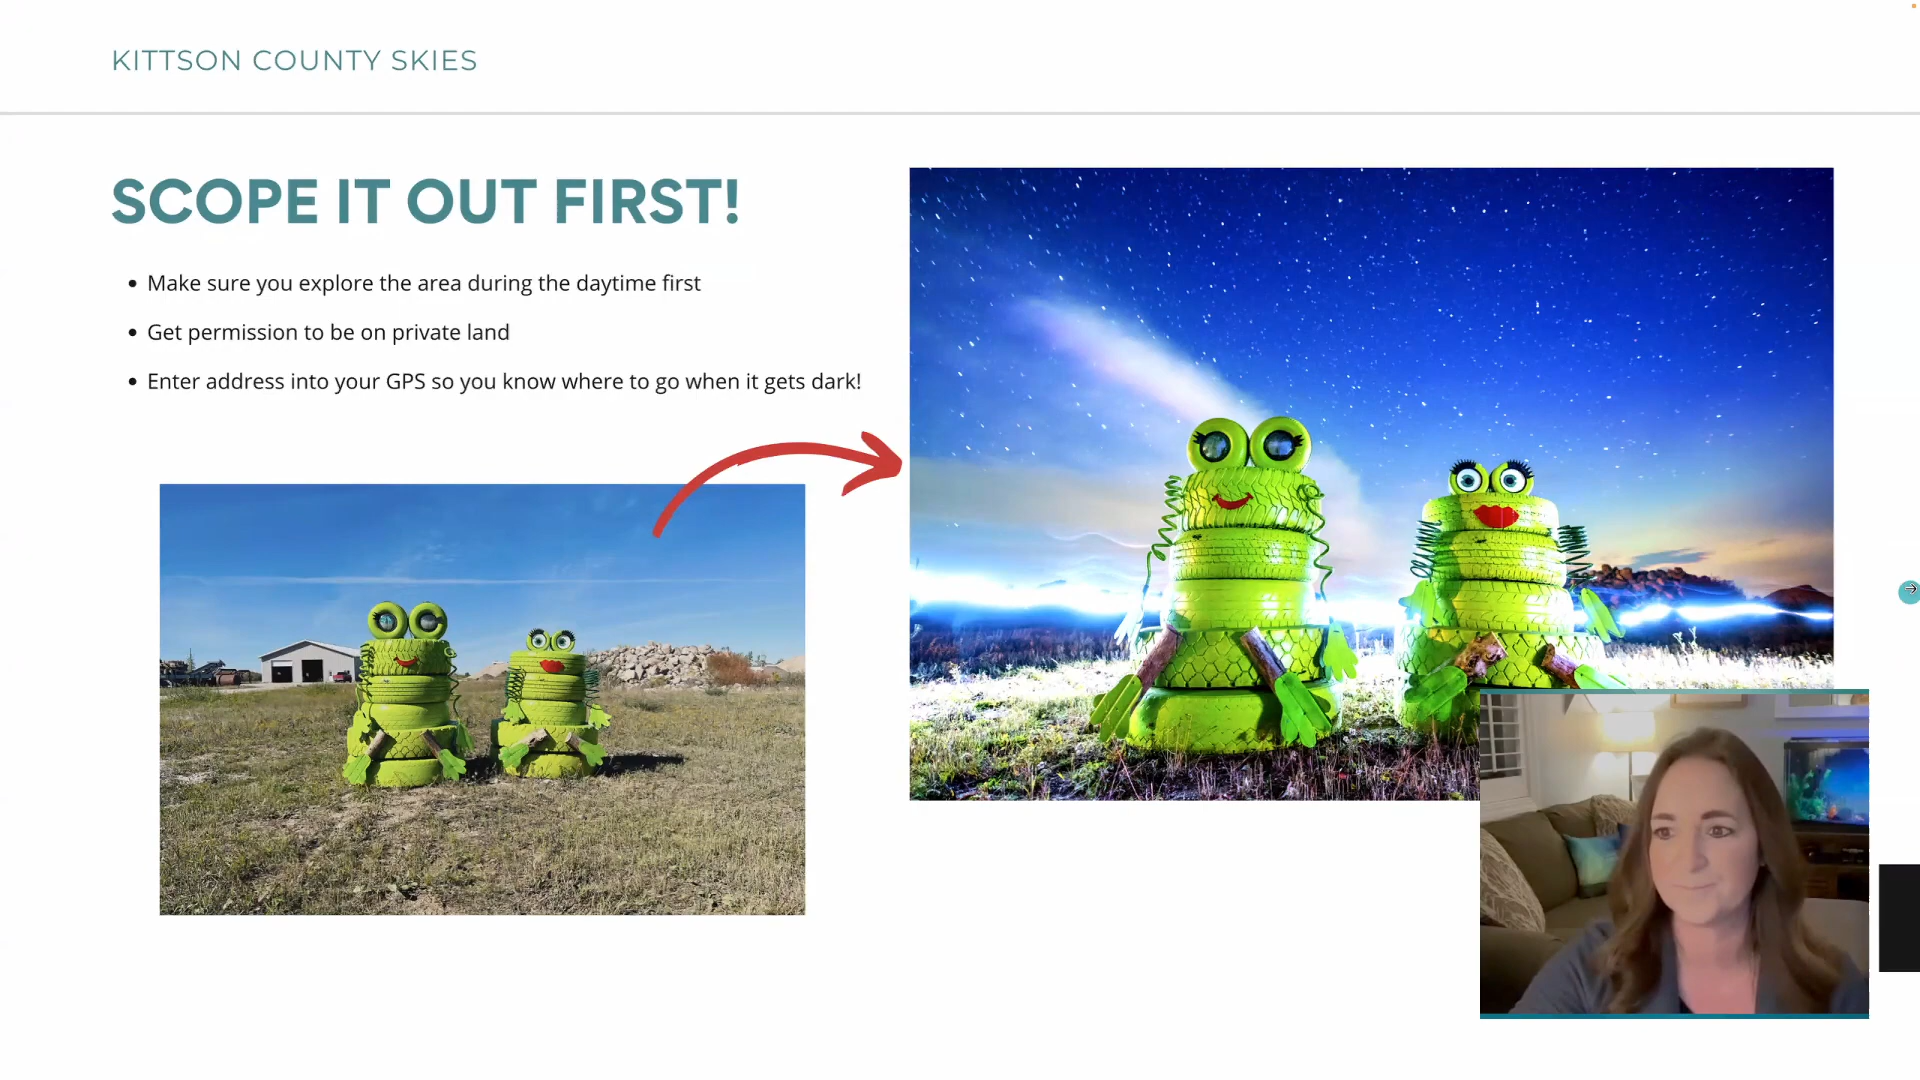 KITTSON COUNTY SKIES
SCOPE IT OUT FIRST!
Make sure you explore the area during the daytime first
Get permission to be on private land
Enter address into your GPS so you know where to go when it gets dark!